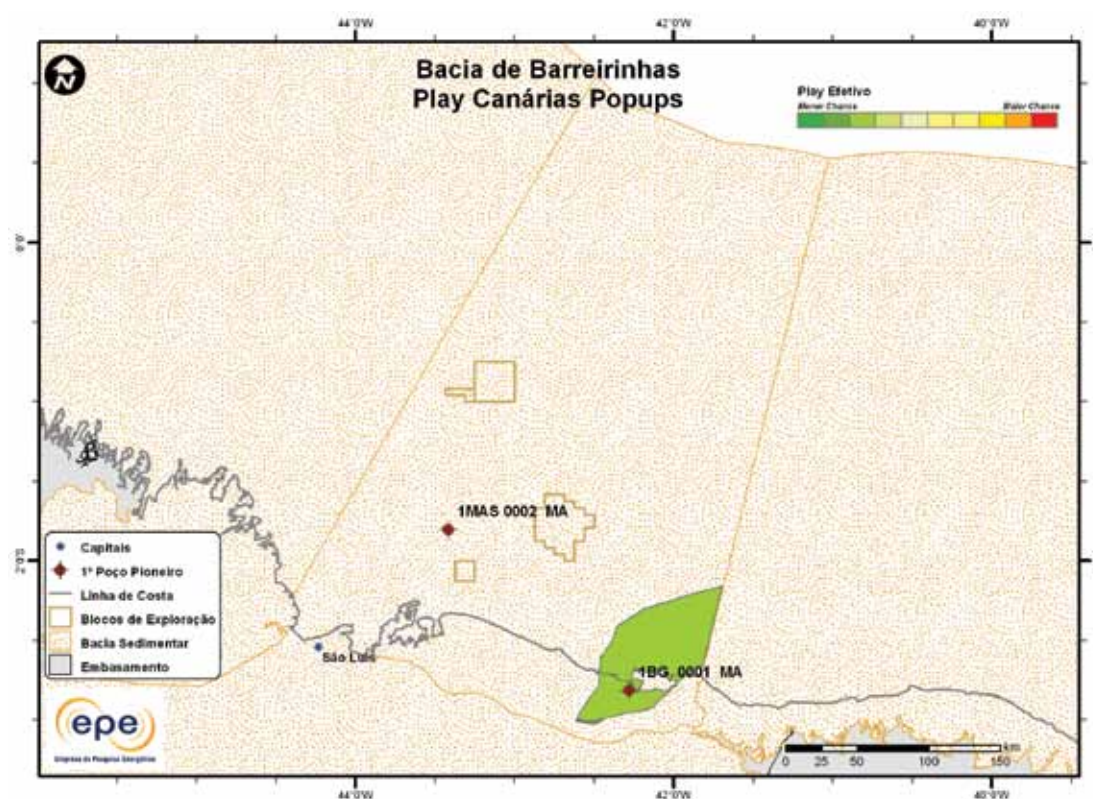 44°0'W 42°0'W 40°0'W
N
Bacia de Barreirinhas
Play Canárias Popups
Play Efetivo
Menor Chance Maior Chance
0°0'
1MAS 0002 MA
2°0'S
Capitais
1º Poço Pioneiro
Linha de Costa
Blocos de Exploração
Bacia Sedimentar
Embasamento
São Luís
1BG 0001 MA
epe
Empresa de Pesquisa Energética
km
0 25 50 100 150
44°0'W 42°0'W 40°0'W